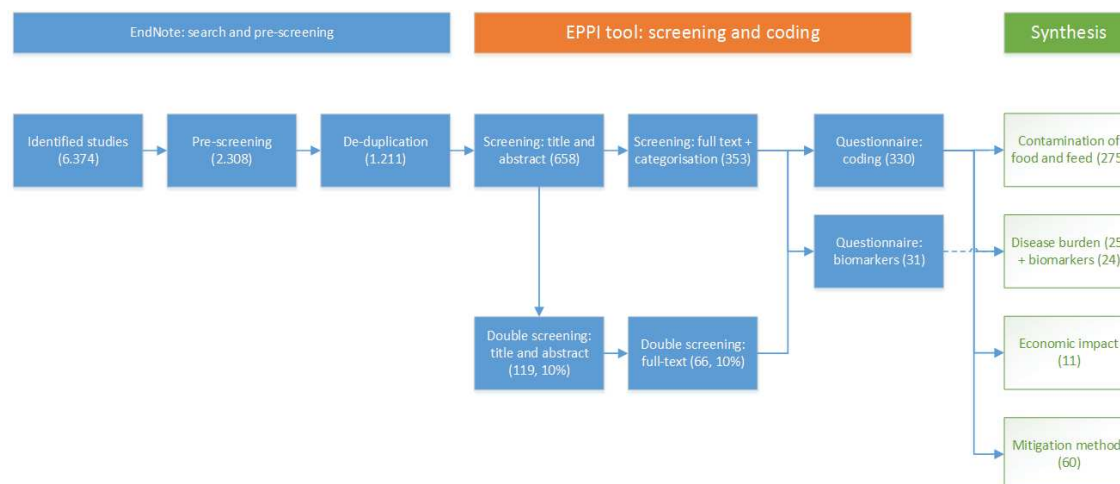 EndNote: search and pre-screening
EPPI tool: screening and coding
Synthesis
Identified studies
(6.374)
Pre-screening
(2.308)
De-duplication
(1.211)
Screening: title and
abstract (658)
Screening: full text +
categorisation (353)
Questionnaire:
coding (330)
Contamination of
food and feed (275
Questionnaire:
biomarkers (31)
Disease burden (25
+ biomarkers (24)
Double screening:
title and abstract
(119, 10%)
Double screening:
full-text (66, 10%)
Economic impact
(11)
Mitigation method
(60)